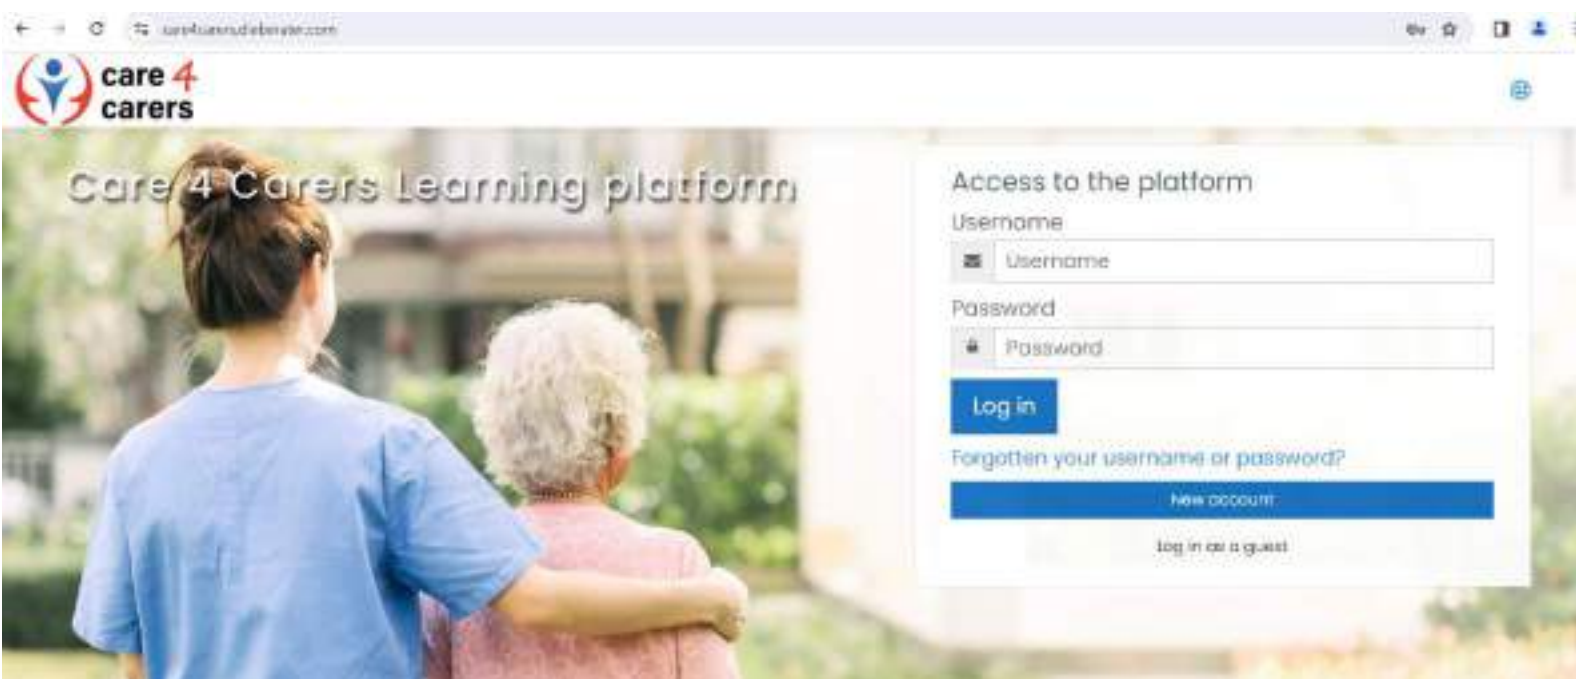 care 4
carers
Care 4 Carers Learning platform
Access to the platform
Username
Username
Password
Password
Log in
Forgotten your username or password?
New account
Log in as a guest